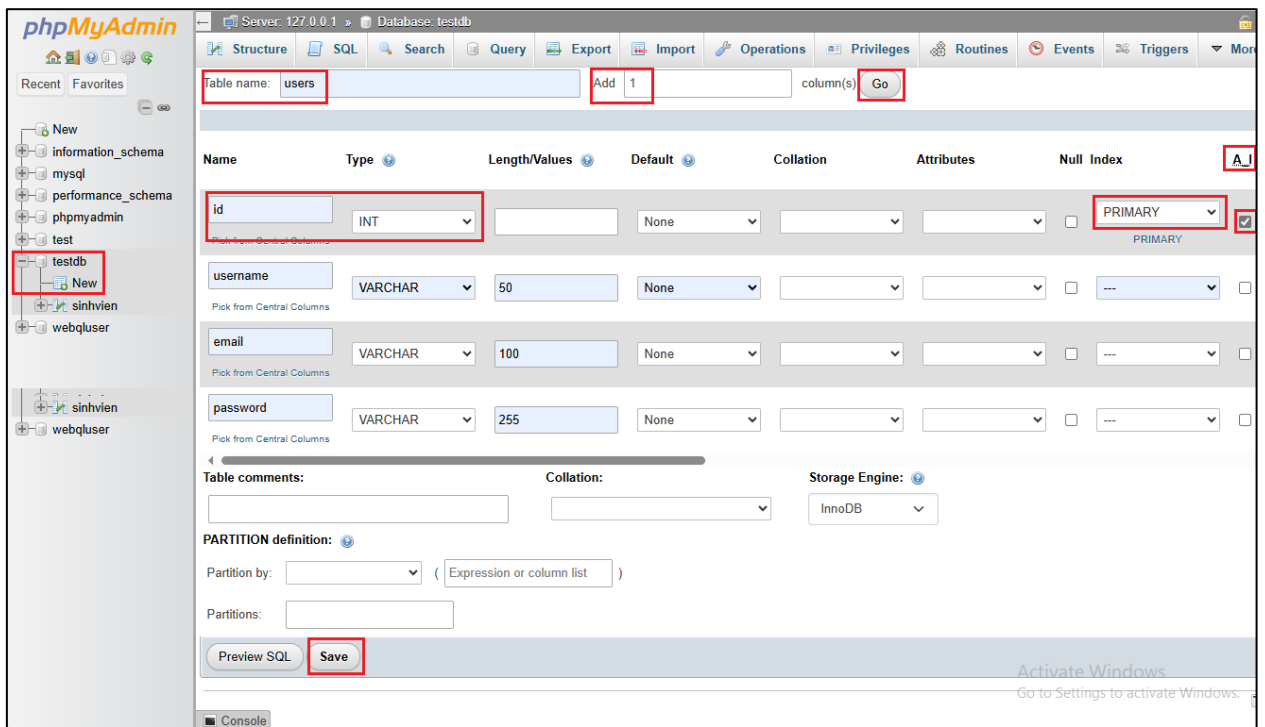 phpMyAdmin
Server: 127.0.0.1 » Database: testdb
Structure SQL Search Query Export Import Operations Privileges Routines Events Triggers More
Recent Favorites
New
information_schema
mysql
performance_schema
phpmyadmin
test
testdb
New
sinhvien
webqluser
sinhvien
webqluser
Table name: users Add 1 column(s) Go
Name Type Length/Values Default Collation Attributes Null Index A_I
id INT None PRIMARY
Pick from Central Columns PRIMARY
username VARCHAR 50 None ---
Pick from Central Columns
email VARCHAR 100 None ---
Pick from Central Columns
password VARCHAR 255 None ---
Pick from Central Columns
Table comments: Collation: Storage Engine:
InnoDB
PARTITION definition:
Partition by: ( Expression or column list )
Partitions:
Preview SQL Save
Activate Windows
Go to Settings to activate Windows.
Console